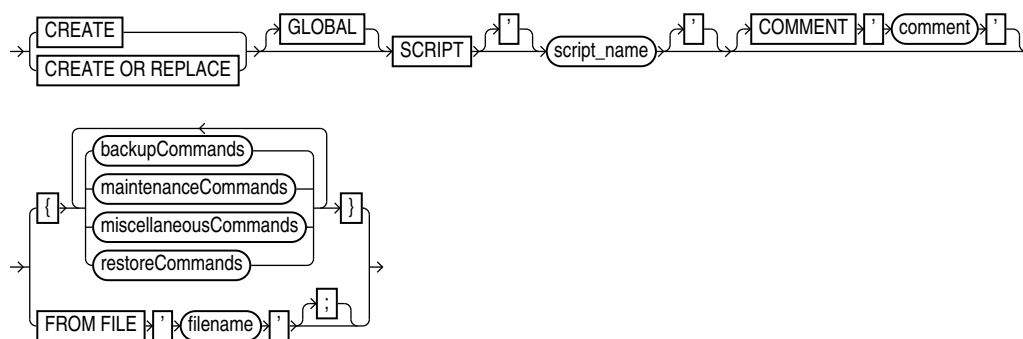 CREATE GLOBAL SCRIPT ' script_name ' COMMENT ' comment '
CREATE OR REPLACE
{ backupCommands }
maintenanceCommands
miscellaneousCommands
restoreCommands
FROM FILE ' filename ' ;